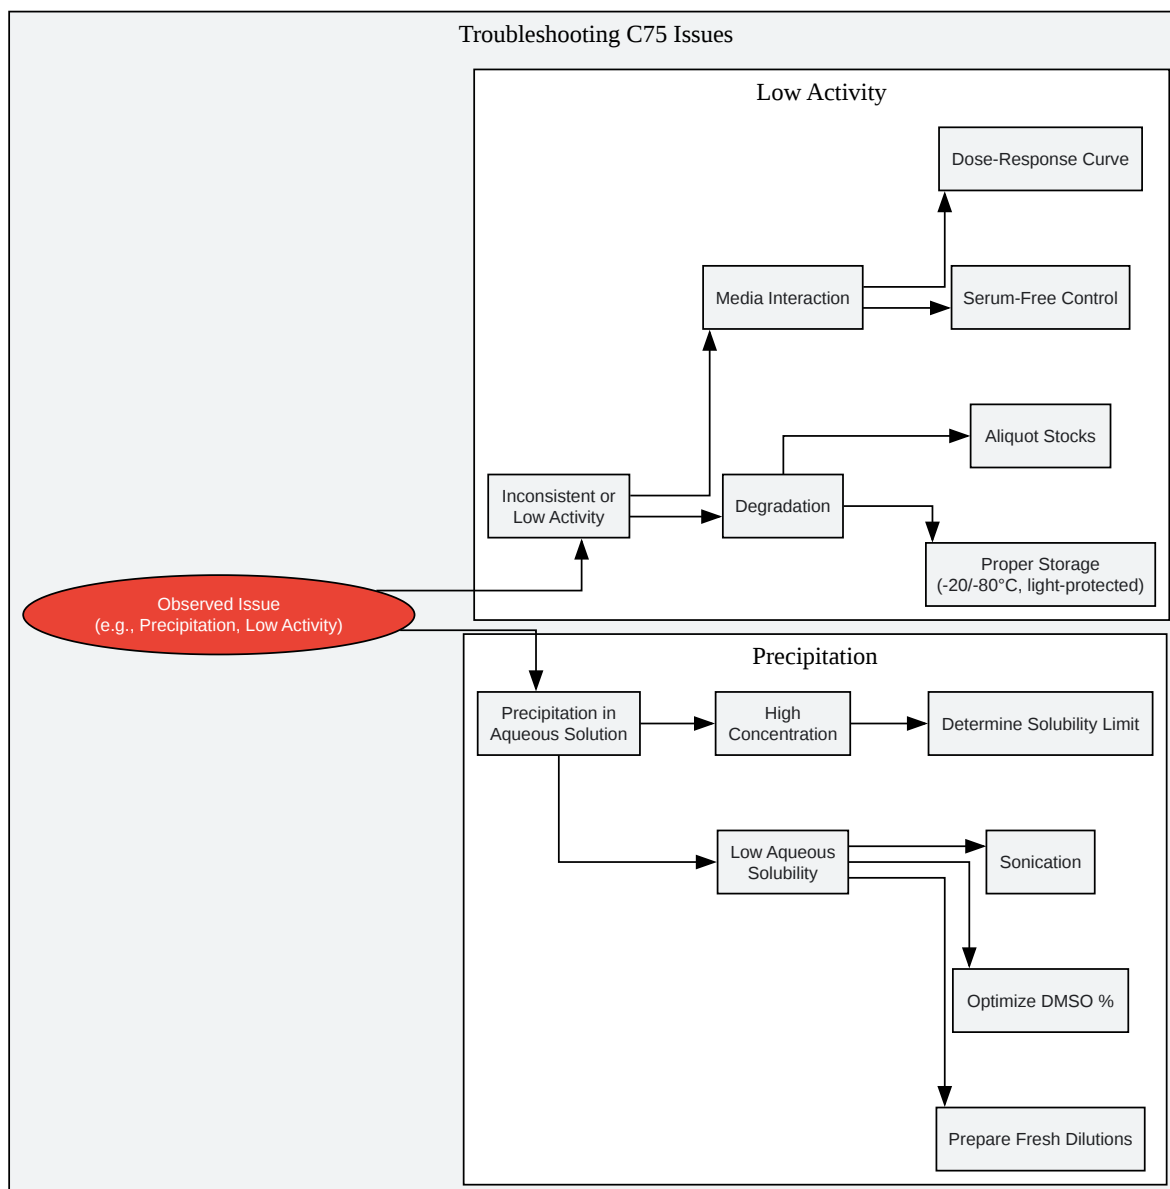 Troubleshooting C75 Issues
Low Activity
Dose-Response Curve
Media Interaction
Serum-Free Control
Aliquot Stocks
Inconsistent or
Low Activity
Degradation
Proper Storage
(-20/-80°C, light-protected)
Observed Issue
(e.g., Precipitation, Low Activity)
Precipitation
Precipitation in
Aqueous Solution
High
Concentration
Determine Solubility Limit
Low Aqueous
Solubility
Sonication
Optimize DMSO %
Prepare Fresh Dilutions